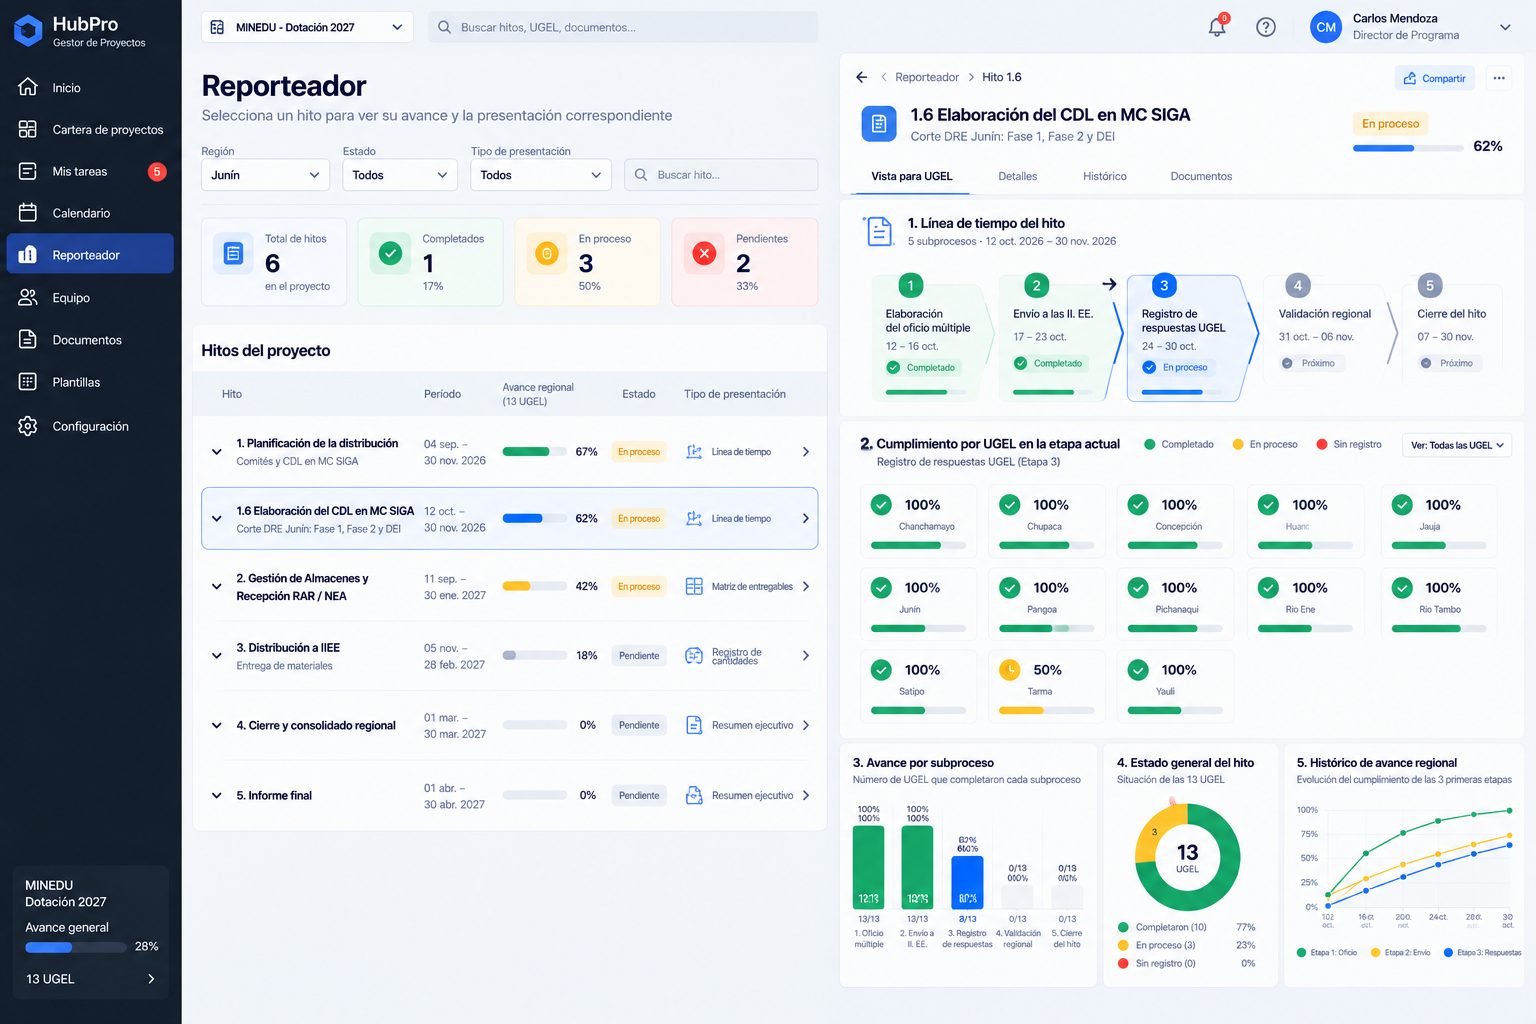 HubPro
Gestor de Proyectos
Inicio
Cartera de proyectos
Mis tareas
5
Calendario
Reporteador
Equipo
Documentos
Plantillas
Configuración
MINEDU
Dotación 2027
Avance general
28%
13 UGEL
MINEDU - Dotación 2027
Buscar hitos, UGEL, documentos...
CM
Carlos Mendoza
Director de Programa
Reporteador
Selecciona un hito para ver su avance y la presentación correspondiente
Región
Junín
Estado
Todos
Tipo de presentación
Todos
Buscar hito...
Total de hitos
6
en el proyecto
Completados
1
17%
En proceso
3
50%
Pendientes
2
33%
Hitos del proyecto
Hito
Período
Avance regional
(13 UGEL)
Estado
Tipo de presentación
1. Planificación de la distribución
Comités y CDL en MC SIGA
04 sep. –
30 nov. 2026
67%
En proceso
Línea de tiempo
1.6 Elaboración del CDL en MC SIGA
Corte DRE Junín: Fase 1, Fase 2 y DEI
12 oct. –
30 nov. 2026
62%
En proceso
Línea de tiempo
2. Gestión de Almacenes y
Recepción RAR / NEA
11 sep. –
30 ene. 2027
42%
En proceso
Matriz de entregables
3. Distribución a IIEE
Entrega de materiales
05 nov. –
28 feb. 2027
18%
Pendiente
Registro de
cantidades
4. Cierre y consolidado regional
01 mar. –
30 mar. 2027
0%
Pendiente
Resumen ejecutivo
5. Informe final
01 abr. –
30 abr. 2027
0%
Pendiente
Resumen ejecutivo
Reporteador
Hito 1.6
Compartir
1.6 Elaboración del CDL en MC SIGA
Corte DRE Junín: Fase 1, Fase 2 y DEI
En proceso
62%
Vista para UGEL
Detalles
Histórico
Documentos
1. Línea de tiempo del hito
5 subprocesos • 12 oct. 2026 – 30 nov. 2026
1
Elaboración
del oficio múltiple
12 – 16 oct.
Completado
2
Envío a las II. EE.
17 – 23 oct.
Completado
3
Registro de
respuestas UGEL
24 – 30 oct.
En proceso
4
Validación regional
31 oct. – 06 nov.
Próximo
5
Cierre del hito
07 – 30 nov.
Próximo
2. Cumplimiento por UGEL en la etapa actual
Registro de respuestas UGEL (Etapa 3)
Completado
En proceso
Sin registro
Ver: Todas las UGEL
100%
Chanchamayo
100%
Chupaca
100%
Concepción
100%
100%
Jauja
100%
Junín
100%
Pangoa
100%
Pichanaqui
100%
Rio Ene
100%
Rio Tambo
100%
Satipo
50%
Tarma
100%
Yauli
3. Avance por subproceso
Número de UGEL que completaron cada subproceso
100%
100%
100%
100%
0/13
13/13
13/13
0/13
0/13
1. Oficio
múltiple
2. Envío a
II. EE.
3. Registro
de respuestas
4. Validación
regional
5. Cierre
del hito
4. Estado general del hito
Situación de las 13 UGEL
3
13
UGEL
Completaron (10)
77%
En proceso (3)
23%
Sin registro (0)
0%
5. Histórico de avance regional
Evolución del cumplimiento de las 3 primeras etapas
100%
75%
50%
25%
0%
Etapa 1: Oficio
Etapa 2: Envío
Etapa 3: Respuestas